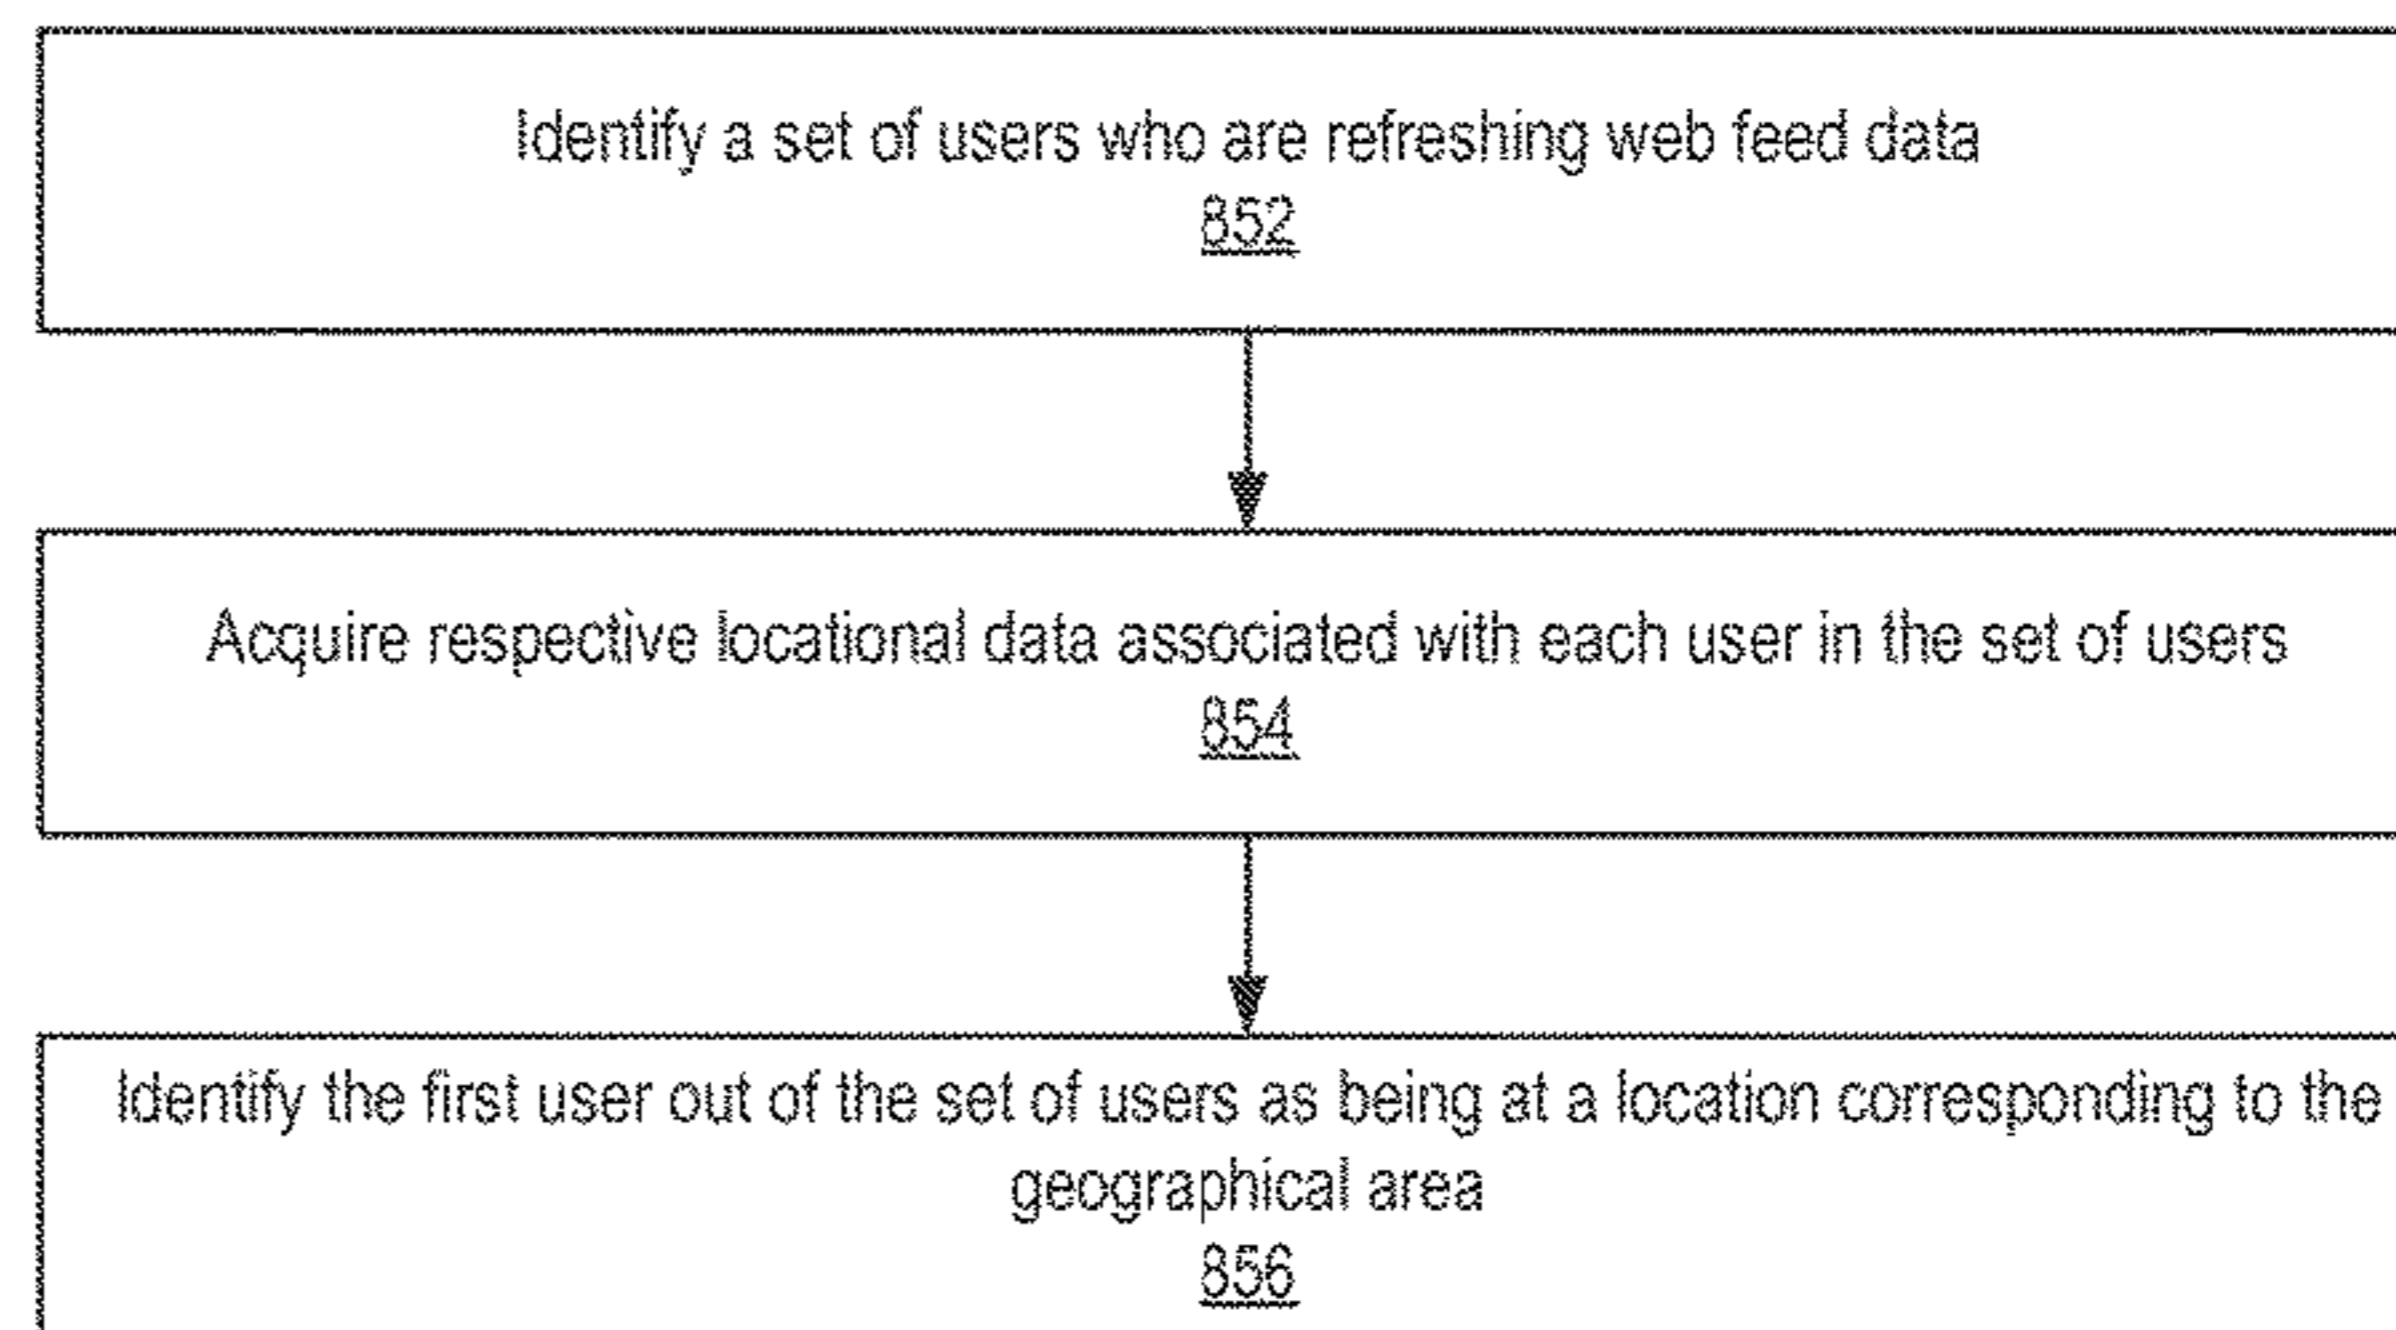 Identify a set of users who are refreshing web feed data
852
Acquire respective locational data associated with each user in the set of users
854
Identify the first user out of the set of users as being at a location corresponding to the
geographical area
856